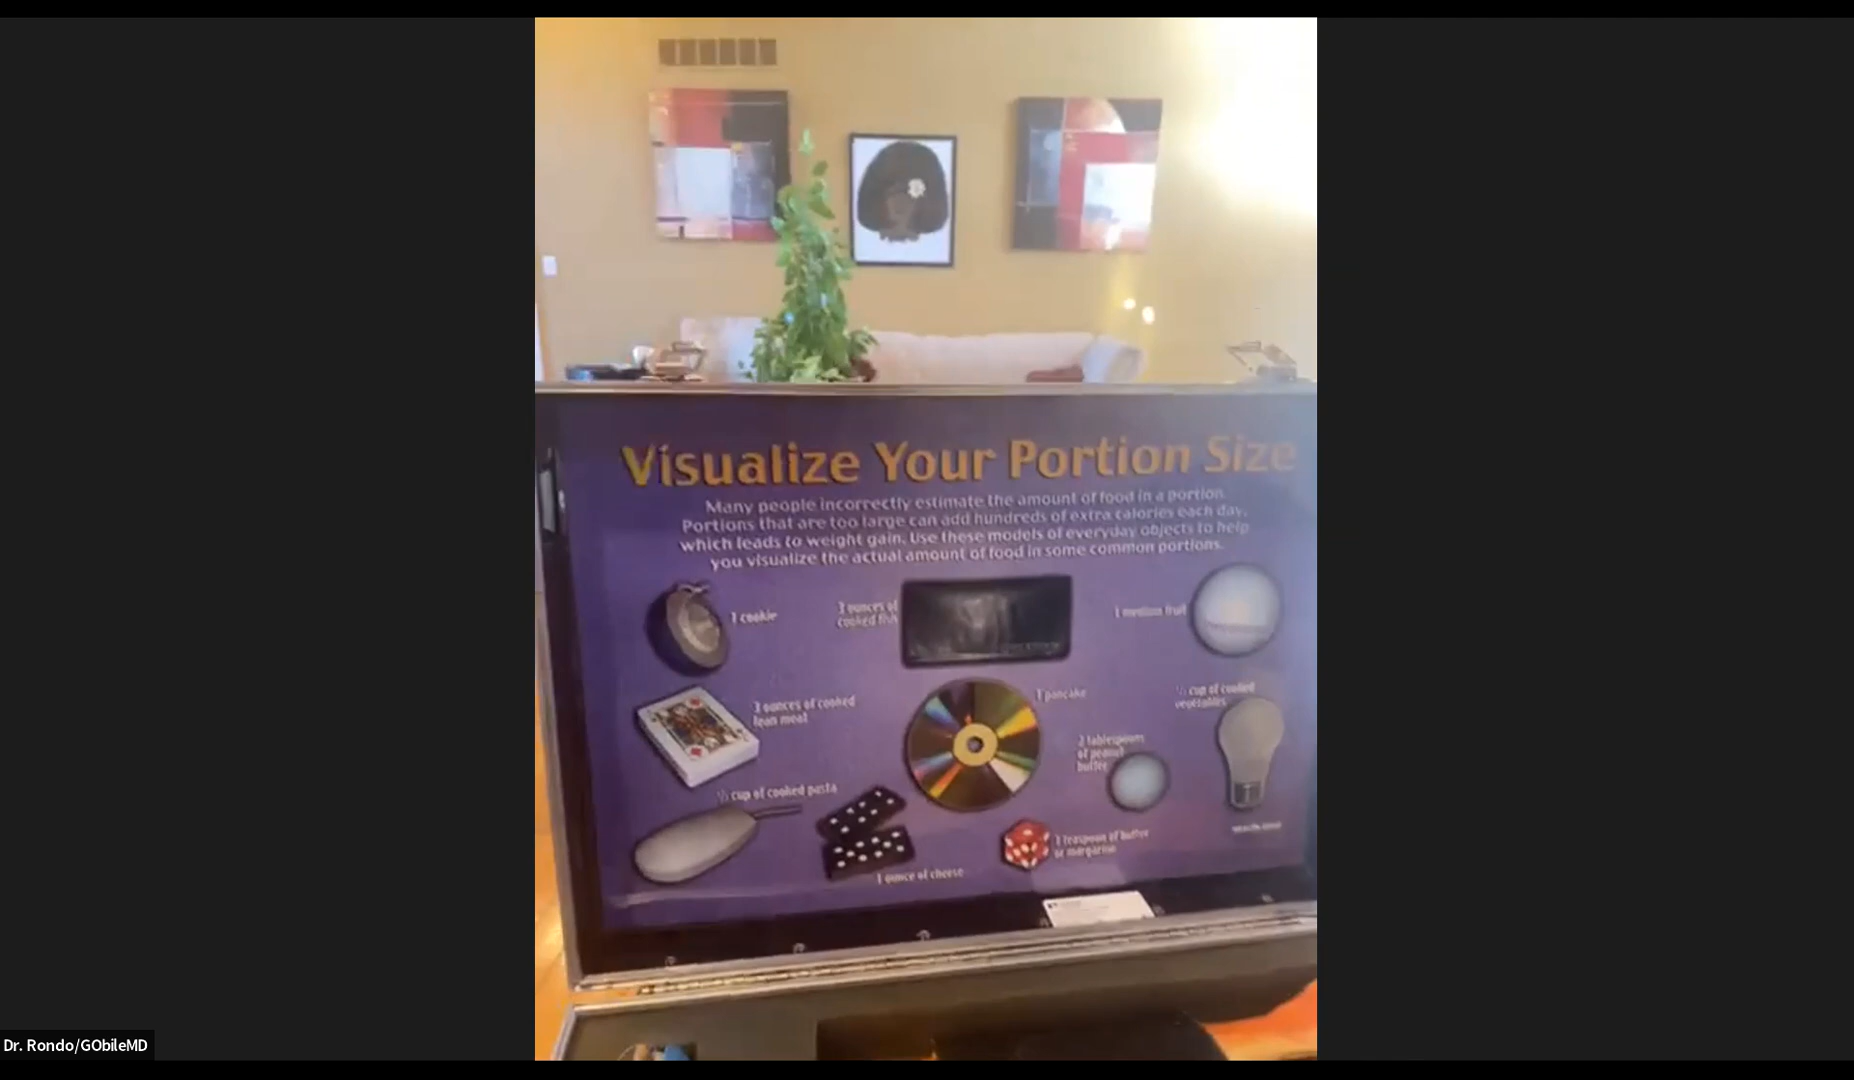 Visualize Your Portion Size
Many people incorrectly estimate the amount of food in a portion.
Portions that are too large can add hundreds of extra calories each day,
which leads to weight gain. Use these models of everyday objects to help
you visualize the actual amount of food in some common portions.
1 cookie
3 ounces of
cooked fish
1 medium fruit
3 ounces of cooked
lean meat
1 pancake
½ cup of cooked
vegetables
2 tablespoons
of peanut
butter
½ cup of cooked pasta
1 ounce of cheese
1 teaspoon of butter
or margarine
Dr. Rondo/GObileMD